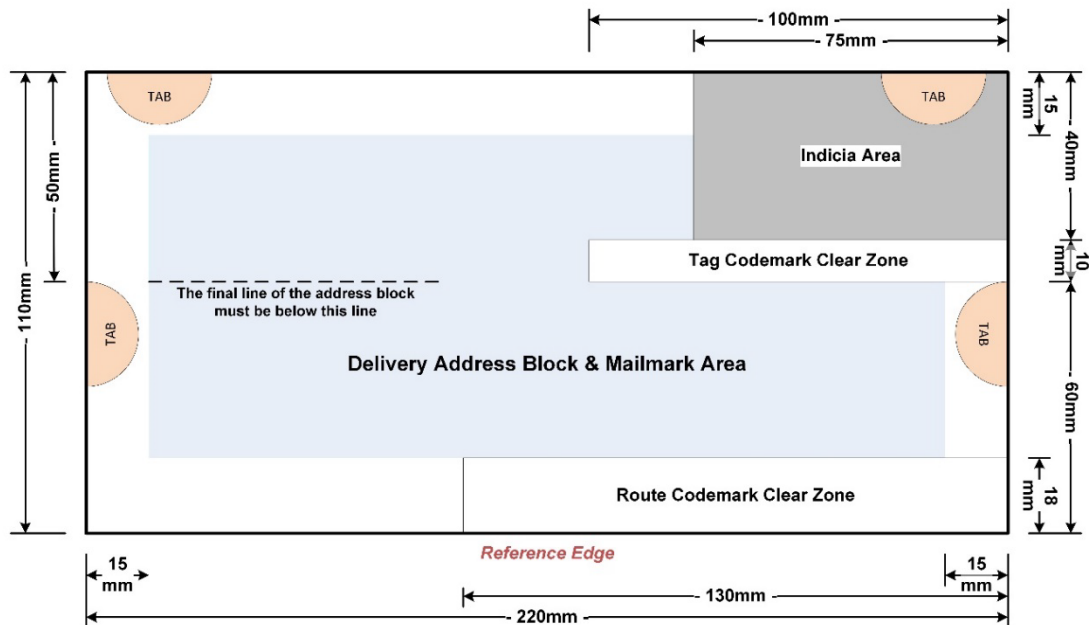 - 100mm -
- 75mm -
TAB
TAB
15
mm
- 40mm -
- 50mm -
- 110mm -
Indicia Area
Tag Codemark Clear Zone
10
mm
The final line of the address block
must be below this line
TAB
TAB
Delivery Address Block & Mailmark Area
- 60mm -
Route Codemark Clear Zone
18
mm
Reference Edge
15
mm
15
mm
- 130mm -
- 220mm -